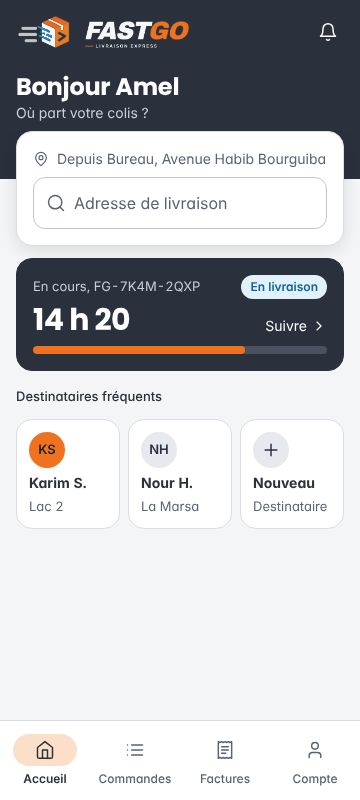 FASTGO
LIVRAISON EXPRESS
Bonjour Amel
Où part votre colis ?
Depuis Bureau, Avenue Habib Bourguiba
Adresse de livraison
En cours, FG-7K4M-2QXP
En livraison
14 h 20
Suivre
Destinataires fréquents
KS
Karim S.
Lac 2
NH
Nour H.
La Marsa
Nouveau
Destinataire
Accueil
Commandes
Factures
Compte